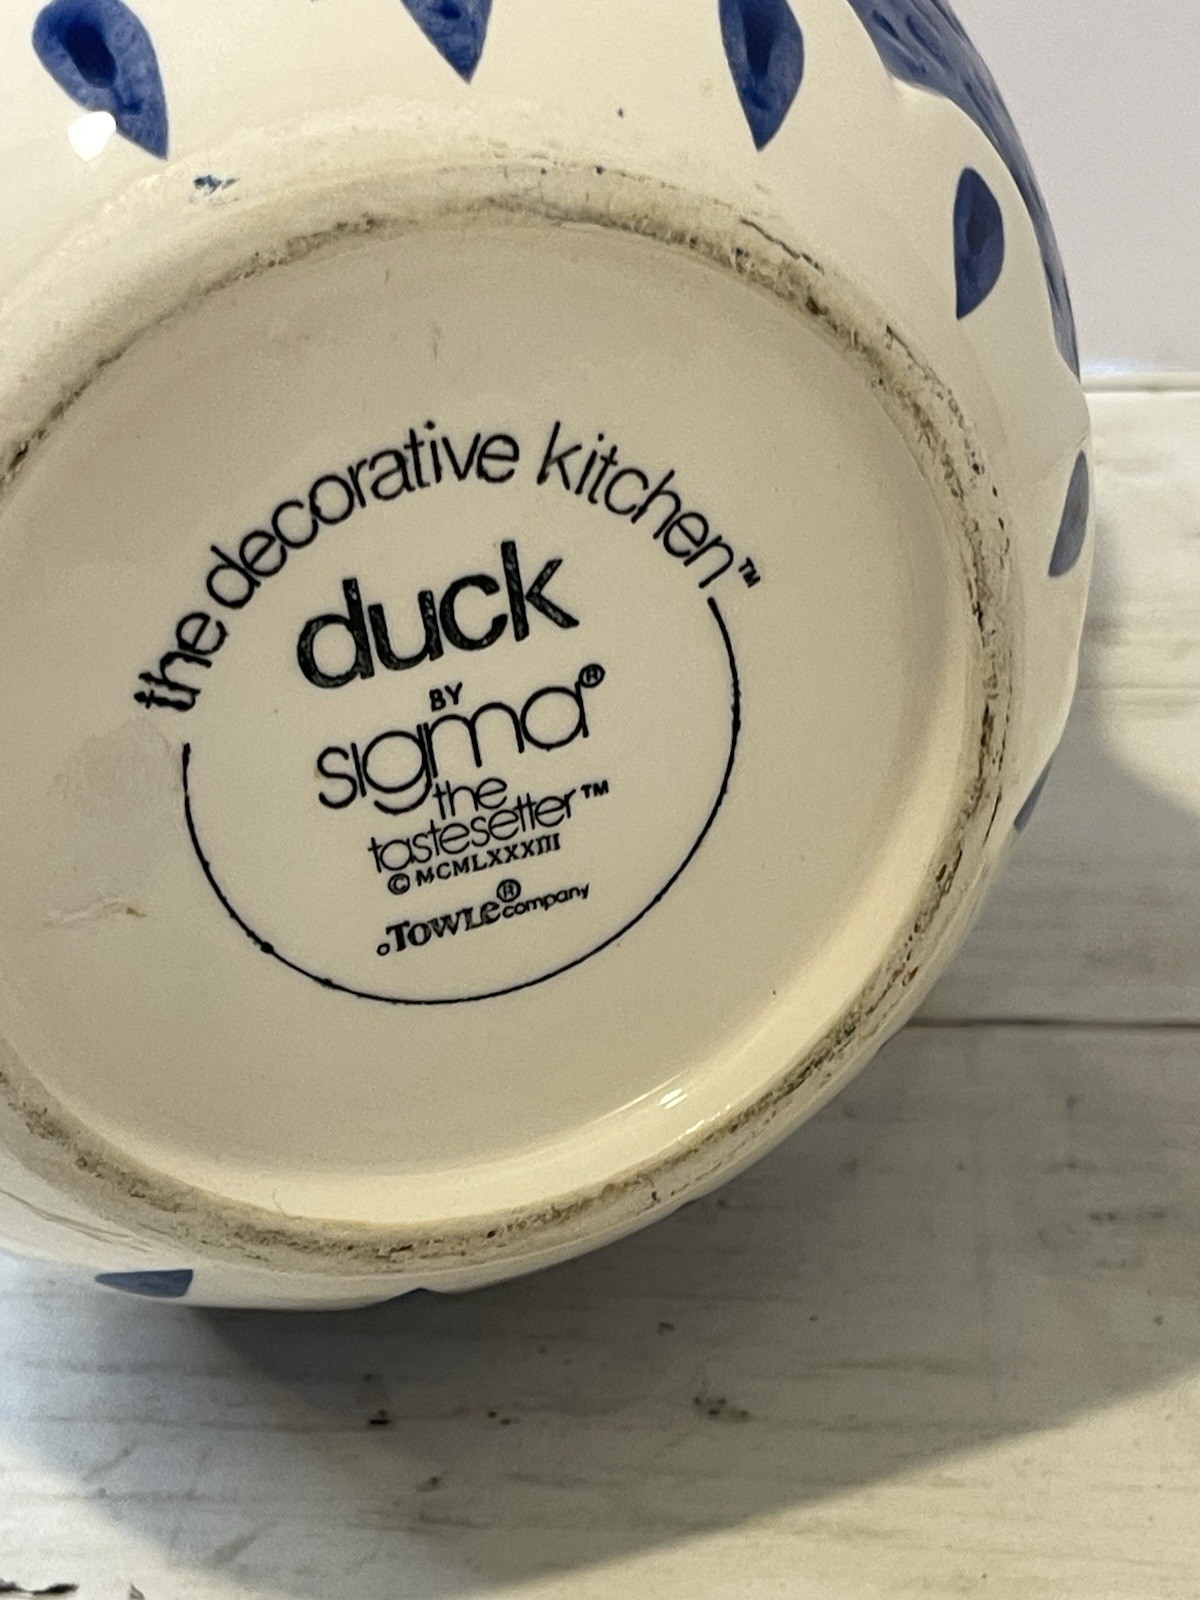 the decorative kitchen™
duck
BY
sigma®
the
tastesetter™
© MCMLXXXIII
a Towle® company